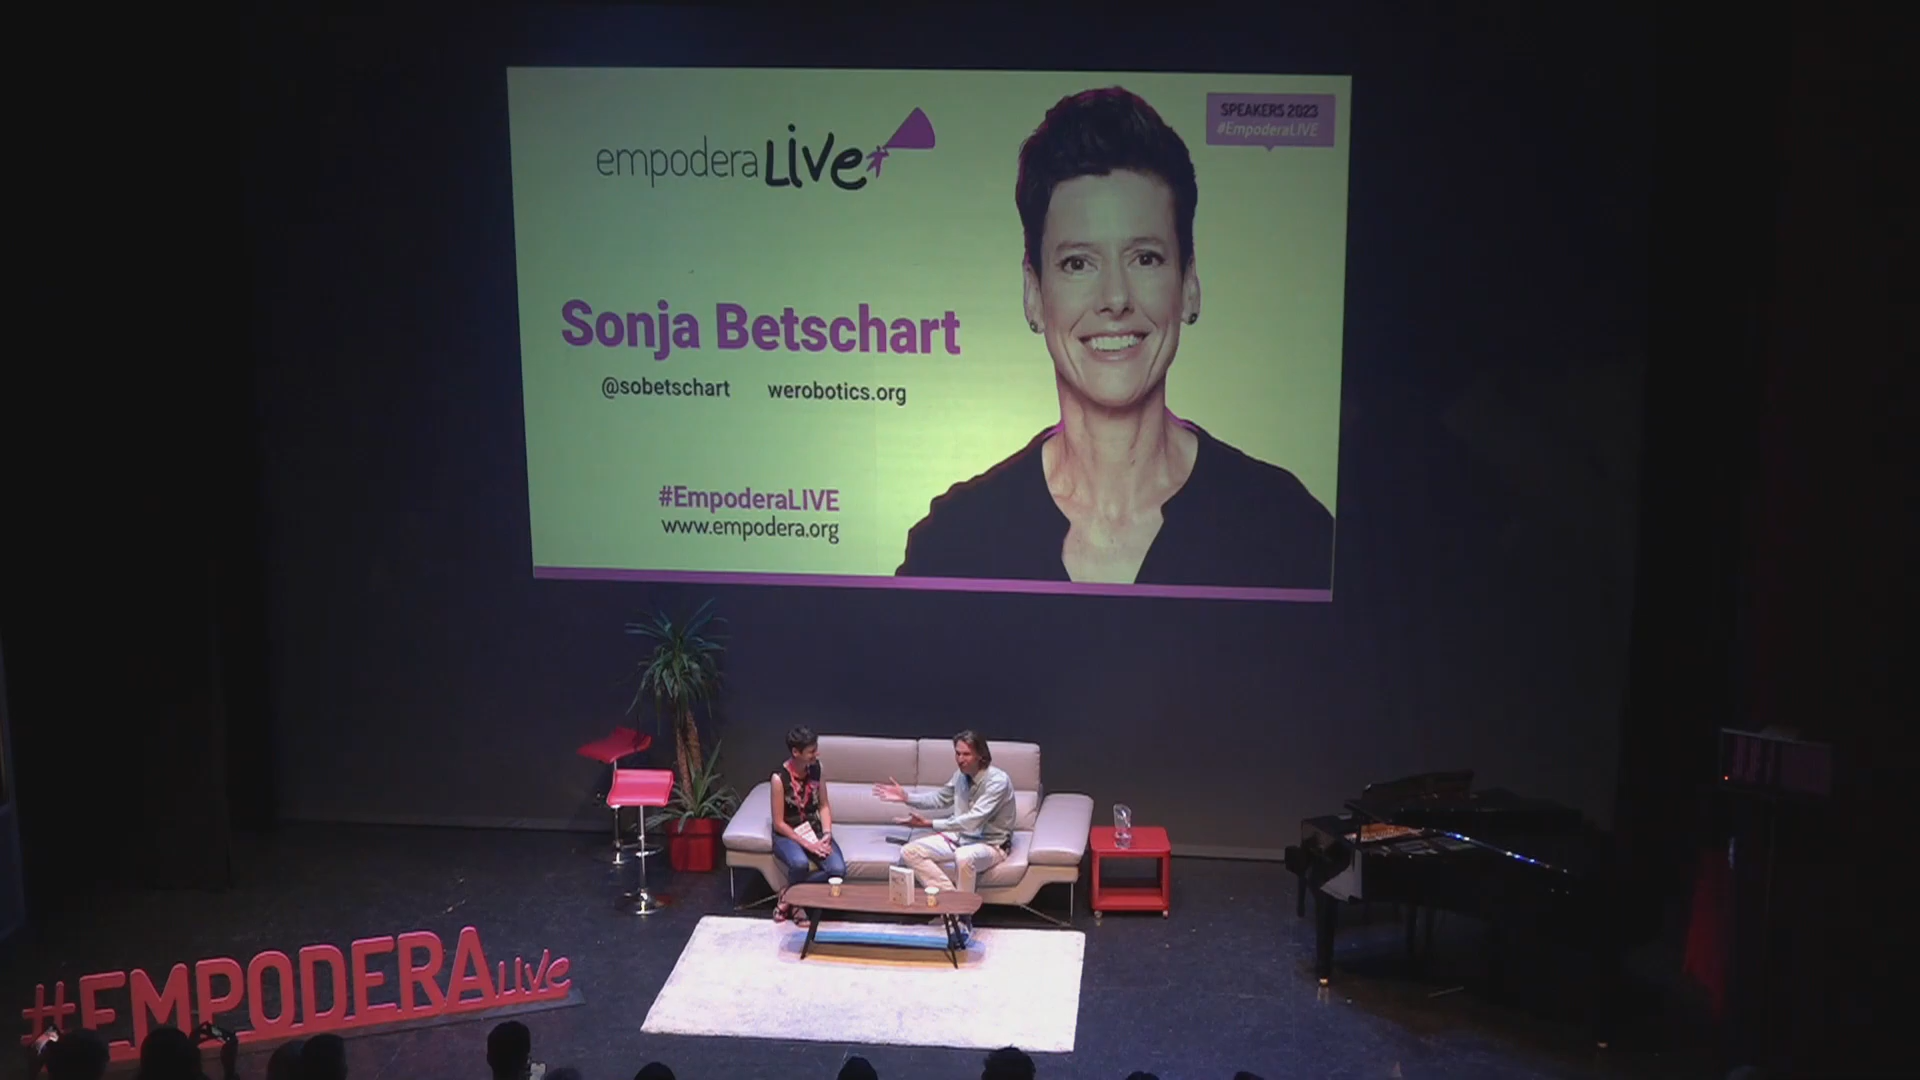 SPEAKERS 2023
#EmpoderaLIVE
empoderaLive
Sonja Betschart
@sobetschart werobotics.org
#EmpoderaLIVE
www.empodera.org
#EMPODERALIVE